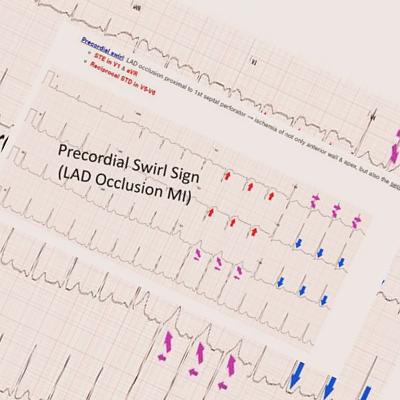 aVR
V1
Precordial swirl: LAD occlusion proximal to 1st septal perforator → ischemia of not only anterior wall & apex, but also the
STE in V1 & aVR
Reciprocal STD in V5-V6
Precordial Swirl Sign
(LAD Occlusion MI)